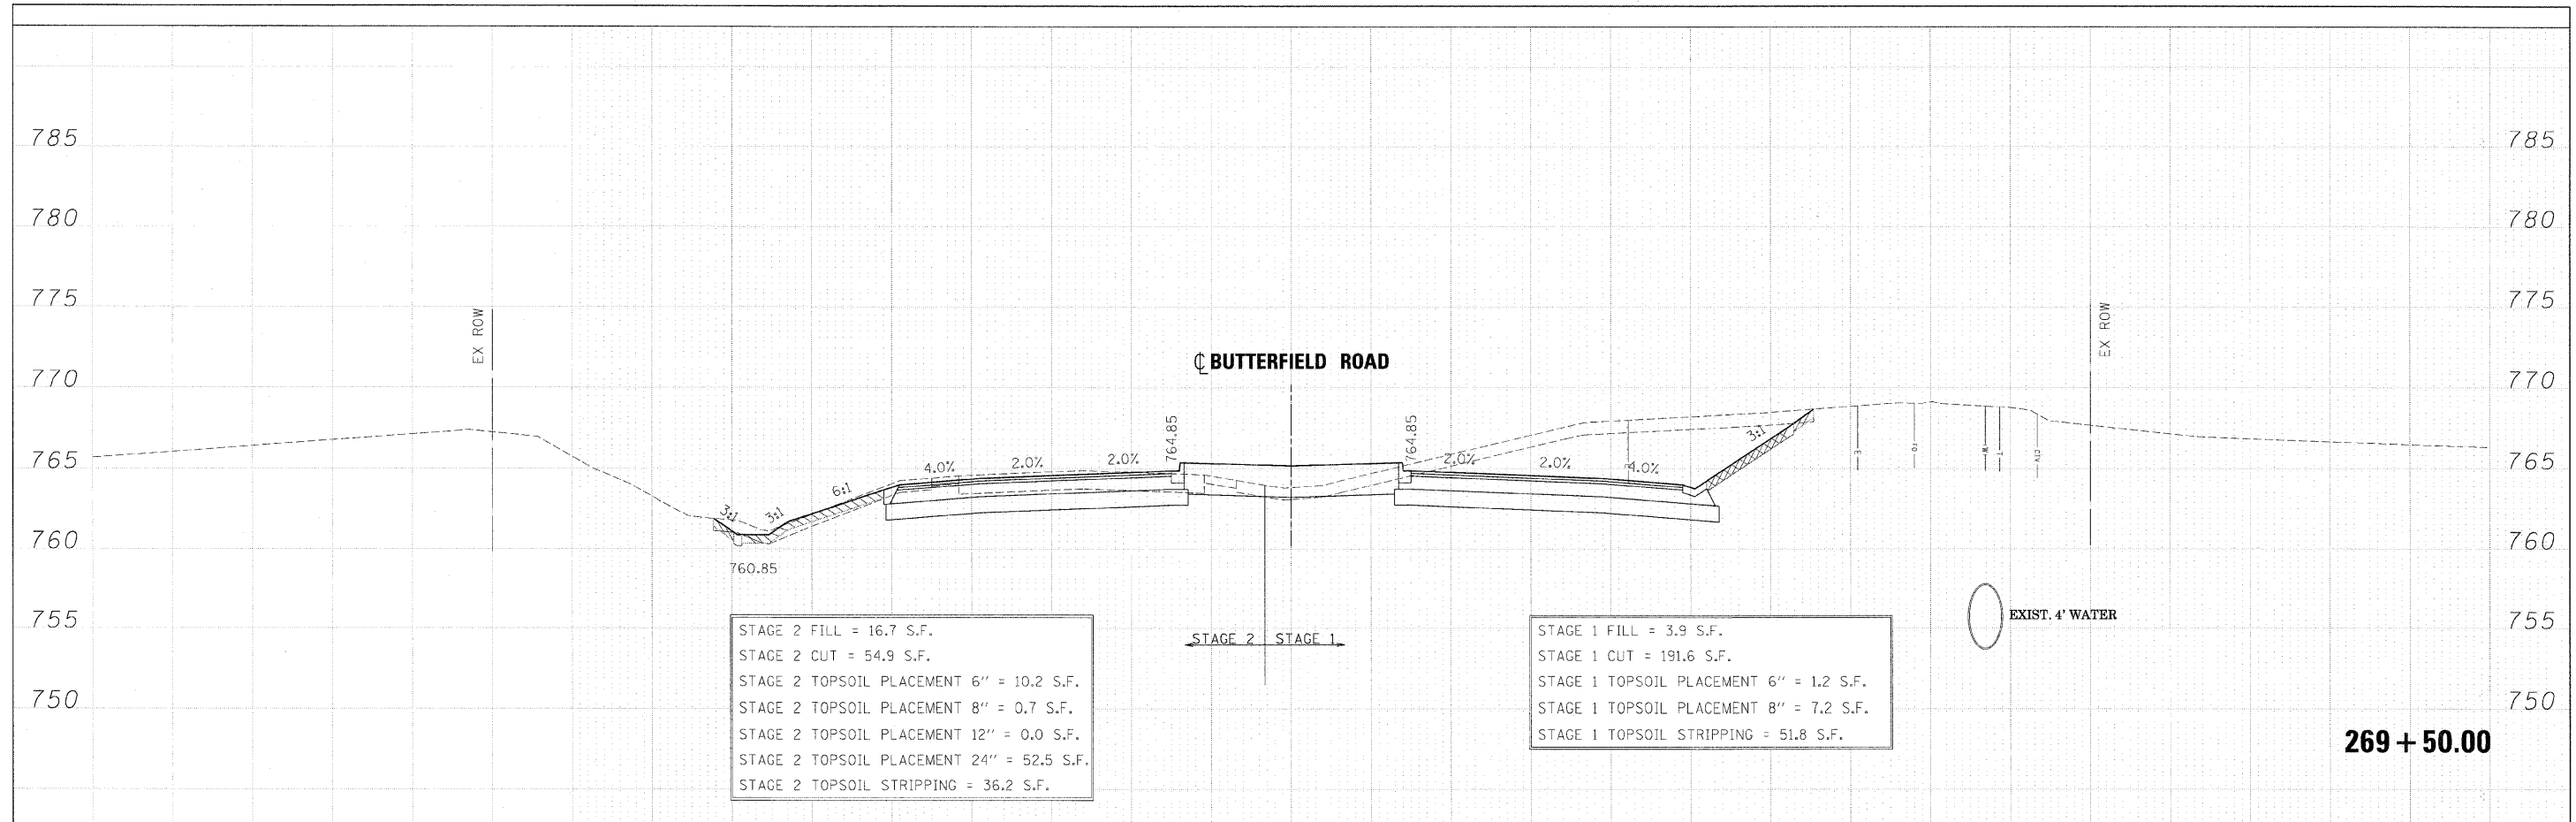 785
785
780
780
775
775
EX ROW
EX ROW
℄ BUTTERFIELD ROAD
770
770
764.85
764.85
765
765
4.0%
2.0%
2.0%
2.0%
2.0%
4.0%
3:1
3:1
3:1
6:1
E
W
T
CTV
760
760
760.85
755
755
EXIST. 4' WATER
STAGE 2
STAGE 1
STAGE 2 FILL = 16.7 S.F.
STAGE 2 CUT = 54.9 S.F.
STAGE 2 TOPSOIL PLACEMENT 6'' = 10.2 S.F.
STAGE 2 TOPSOIL PLACEMENT 8'' = 0.7 S.F.
STAGE 2 TOPSOIL PLACEMENT 12'' = 0.0 S.F.
STAGE 2 TOPSOIL PLACEMENT 24'' = 52.5 S.F.
STAGE 2 TOPSOIL STRIPPING = 36.2 S.F.
STAGE 1 FILL = 3.9 S.F.
STAGE 1 CUT = 191.6 S.F.
STAGE 1 TOPSOIL PLACEMENT 6'' = 1.2 S.F.
STAGE 1 TOPSOIL PLACEMENT 8'' = 7.2 S.F.
STAGE 1 TOPSOIL STRIPPING = 51.8 S.F.
750
750
269 + 50.00